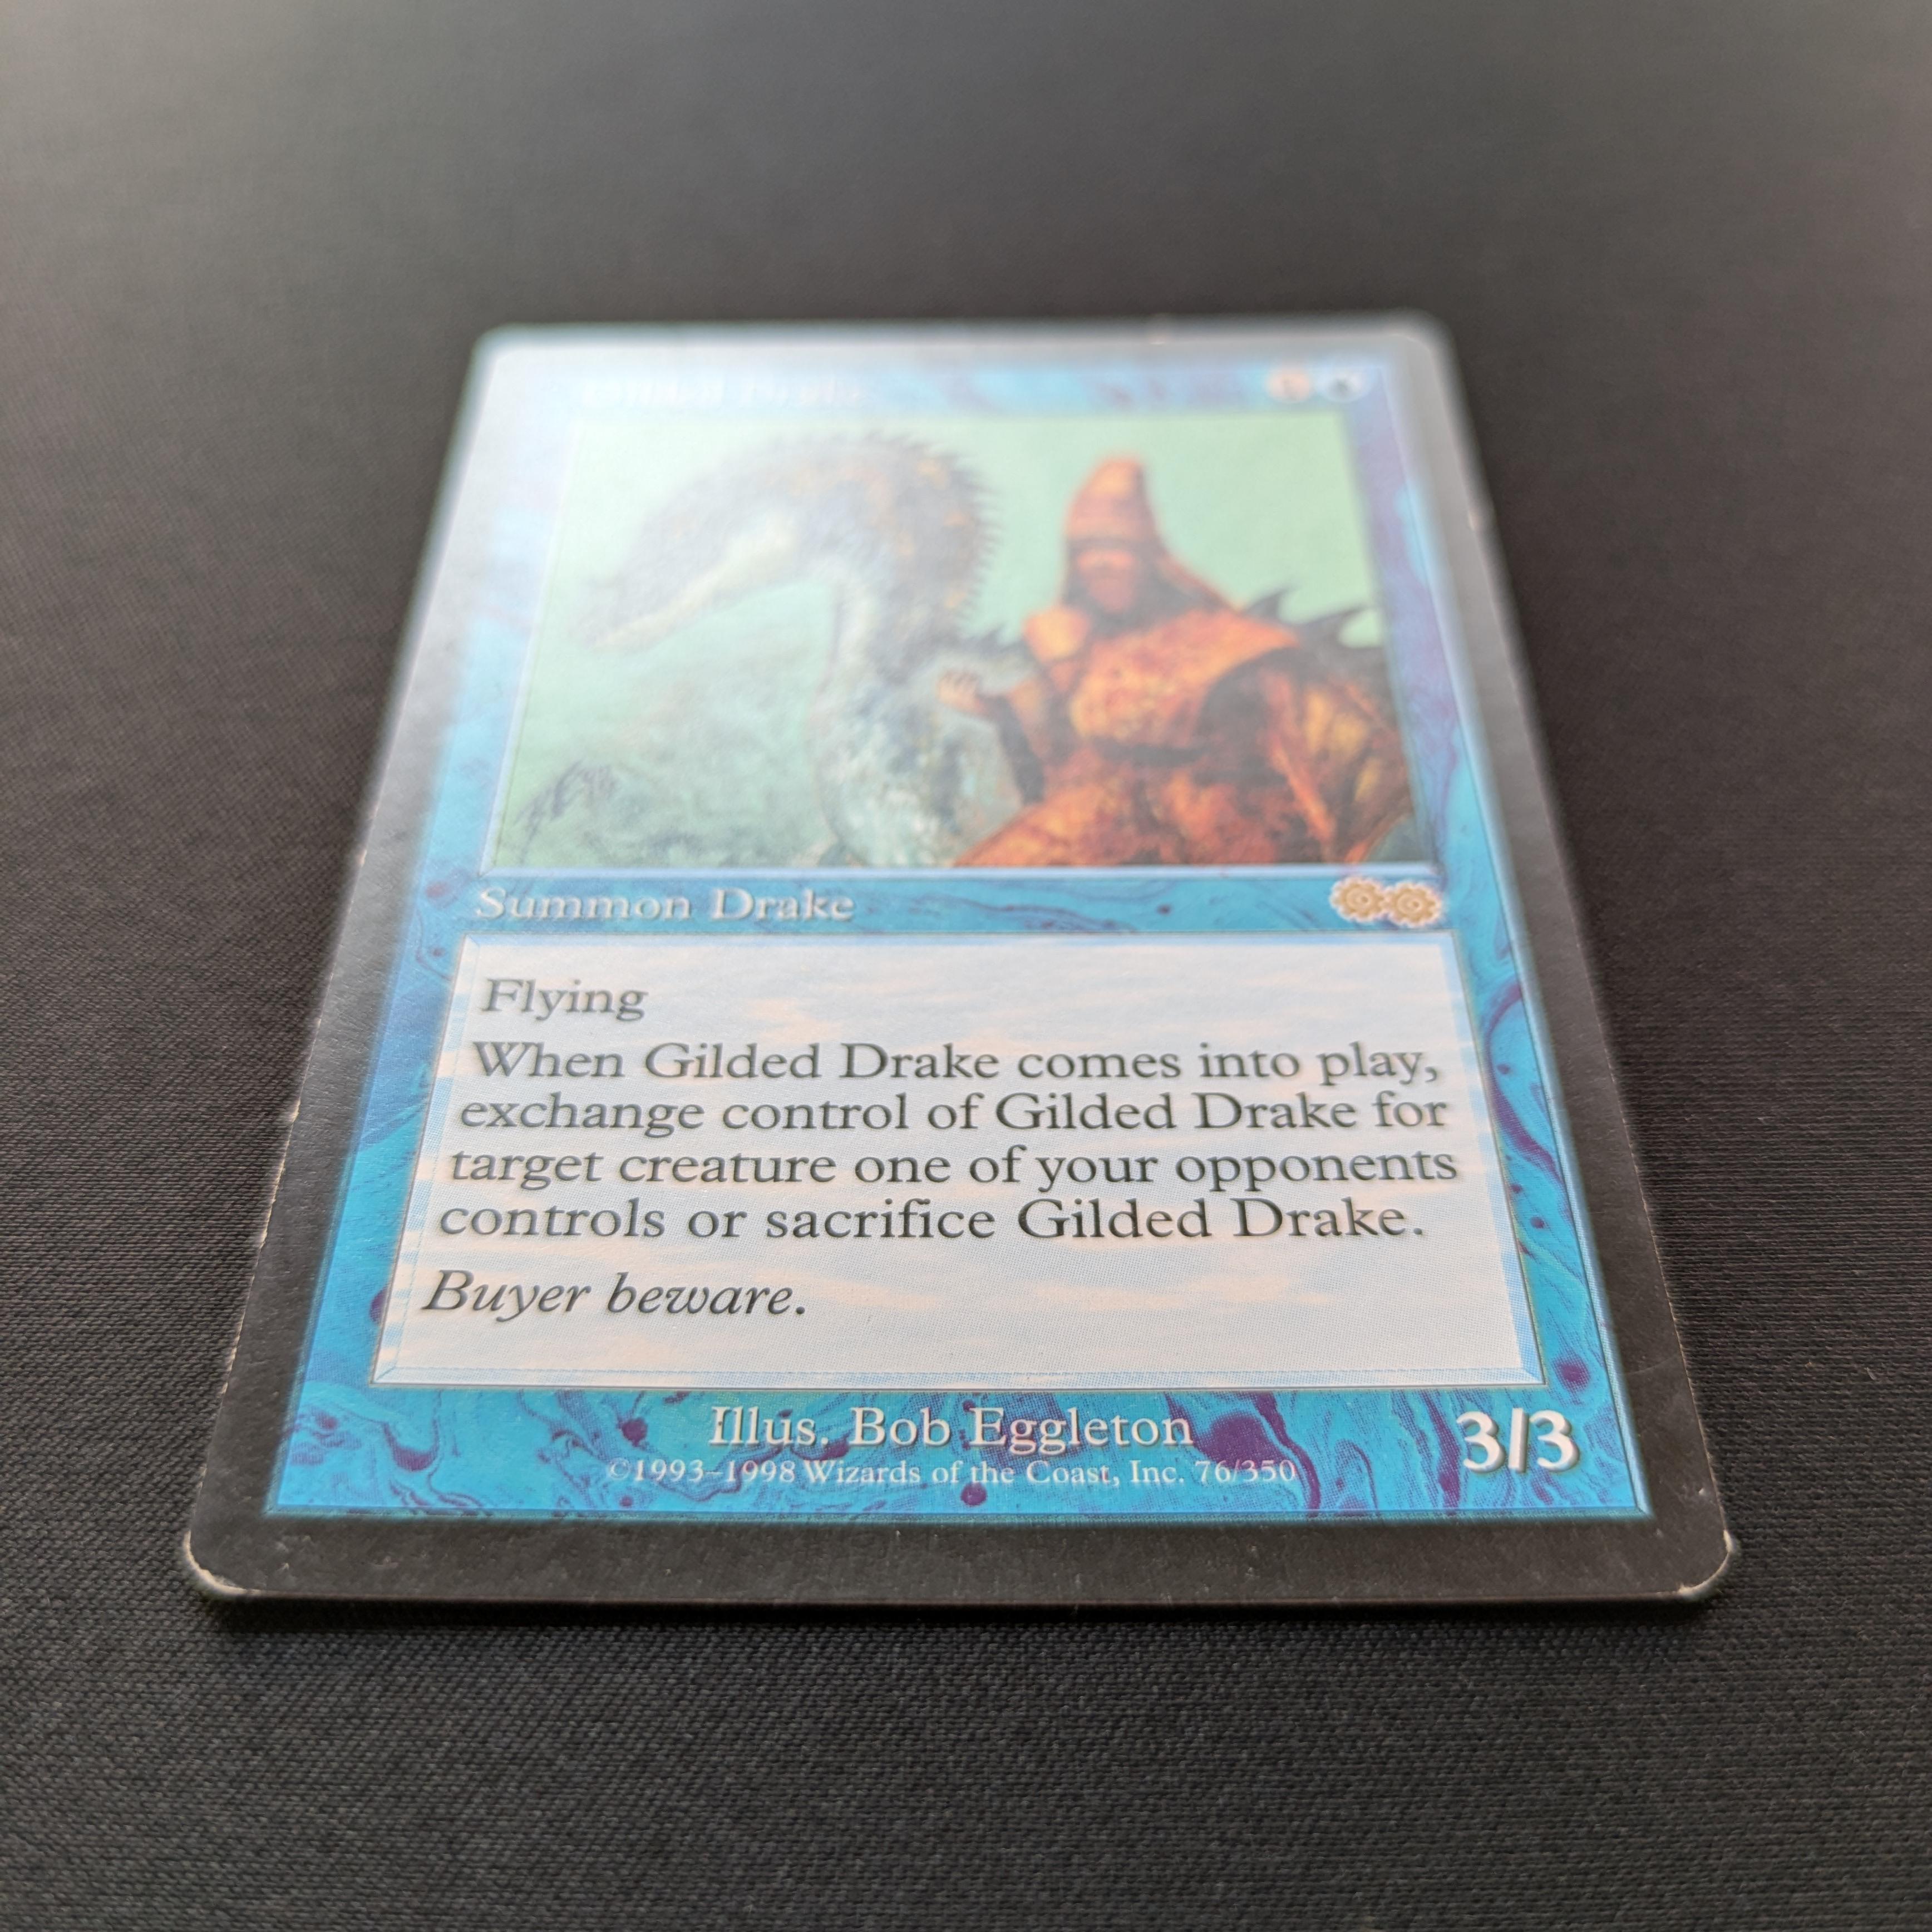 Gilded Drake
Summon Drake
Flying
When Gilded Drake comes into play,
exchange control of Gilded Drake for
target creature one of your opponents
controls or sacrifice Gilded Drake.
Buyer beware.
Illus. Bob Eggleton
3/3
©1993–1998 Wizards of the Coast, Inc. 76/350